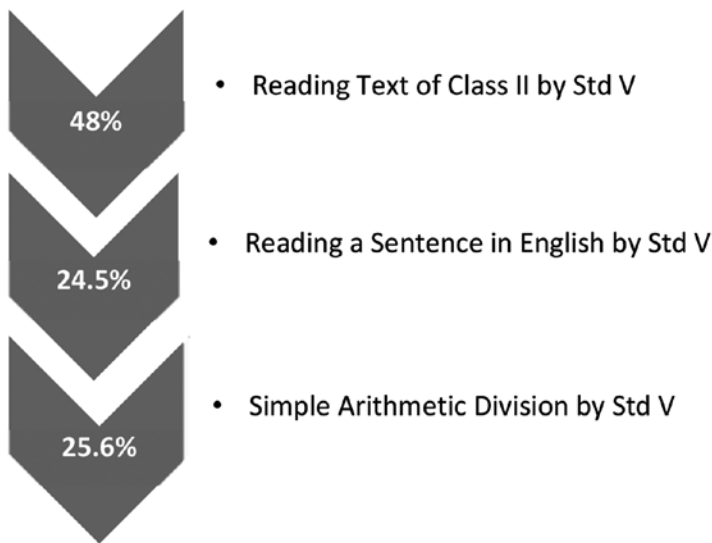 48%
• Reading Text of Class II by Std V
24.5%
• Reading a Sentence in English by Std V
25.6%
• Simple Arithmetic Division by Std V